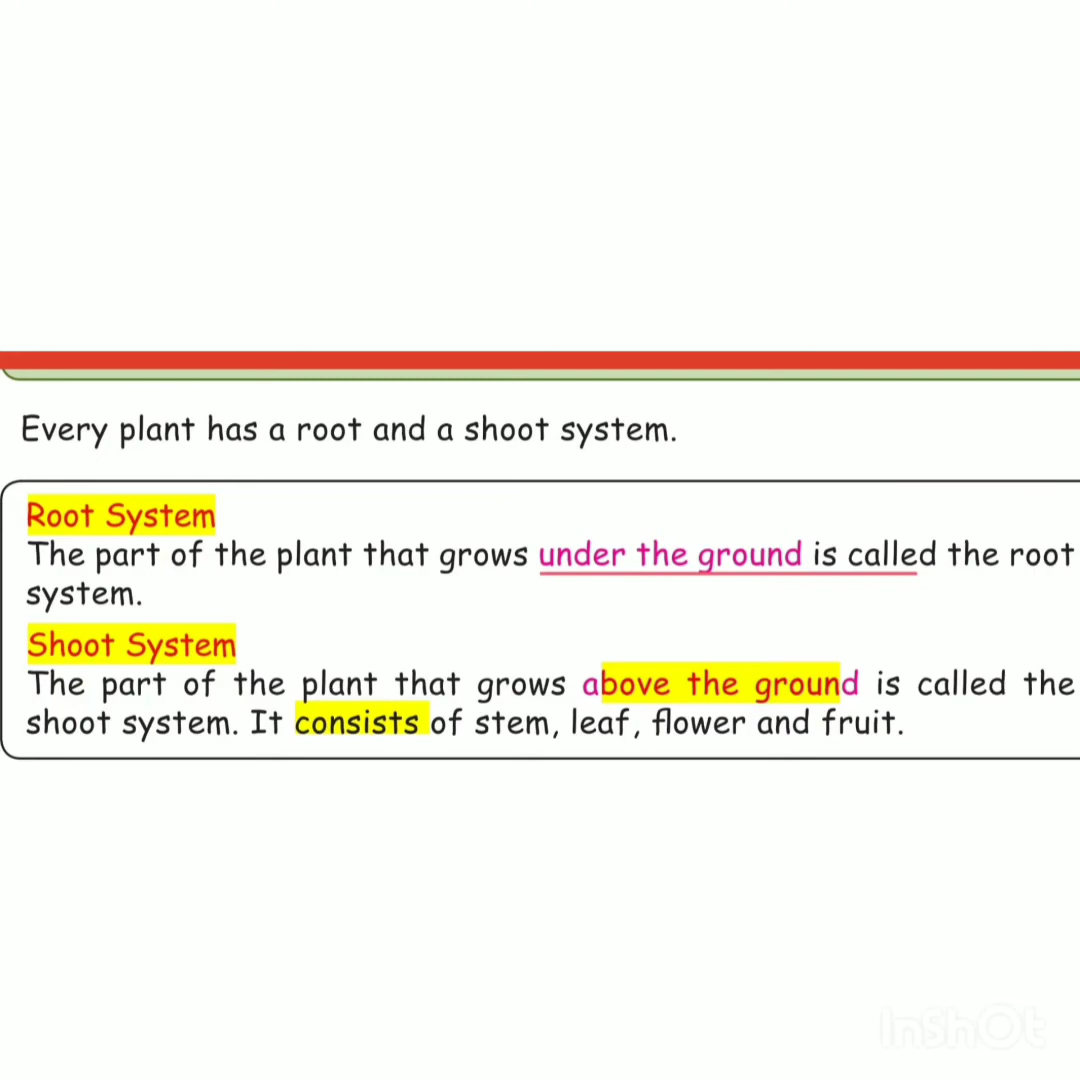 Every plant has a root and a shoot system.
Root System
The part of the plant that grows under the ground is called the root
system.
Shoot System
The part of the plant that grows above the ground is called the
shoot system. It consists of stem, leaf, flower and fruit.
InShOt